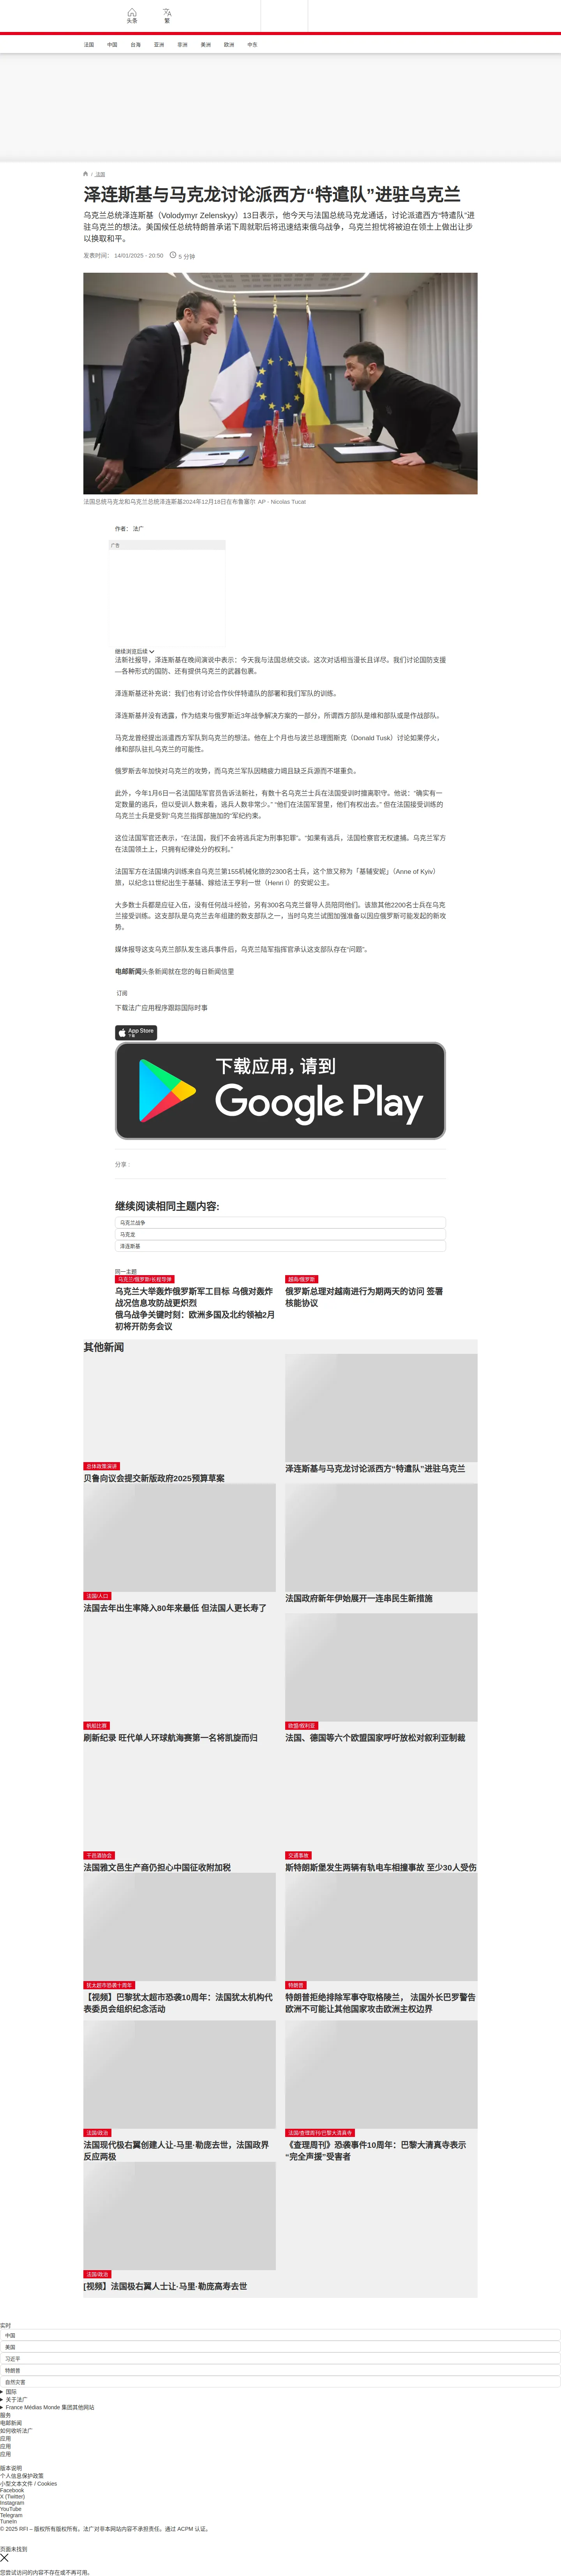 头条
繁
法国
中国
台海
亚洲
非洲
美洲
欧洲
中东
/ 法国
泽连斯基与马克龙讨论派西方“特遣队”进驻乌克兰
乌克兰总统泽连斯基（Volodymyr Zelenskyy）13日表示，他今天与法国总统马克龙通话，讨论派遣西方“特遣队”进
驻乌克兰的想法。美国候任总统特朗普承诺下周就职后将迅速结束俄乌战争，乌克兰担忧将被迫在领土上做出让步
以换取和平。
发表时间： 14/01/2025 - 20:50
5 分钟
法国总统马克龙和乌克兰总统泽连斯基2024年12月18日在布鲁塞尔 AP - Nicolas Tucat
作者： 法广
广告
继续浏览后续
法新社报导，泽连斯基在晚间演说中表示：今天我与法国总统交谈。这次对话相当漫长且详尽。我们讨论国防支援
—各种形式的国防、还有提供乌克兰的武器包裹。
泽连斯基还补充说：我们也有讨论合作伙伴特遣队的部署和我们军队的训练。
泽连斯基并没有透露，作为结束与俄罗斯近3年战争解决方案的一部分，所谓西方部队是维和部队或是作战部队。
马克龙曾经提出派遣西方军队到乌克兰的想法。他在上个月也与波兰总理图斯克（Donald Tusk）讨论如果停火，
维和部队驻扎乌克兰的可能性。
俄罗斯去年加快对乌克兰的攻势，而乌克兰军队因精疲力竭且缺乏兵源而不堪重负。
此外，今年1月6日一名法国陆军官员告诉法新社，有数十名乌克兰士兵在法国受训时擅离职守。他说：“确实有一
定数量的逃兵，但以受训人数来看，逃兵人数非常少。” “他们在法国军营里，他们有权出去。” 但在法国接受训练的
乌克兰士兵是受到“乌克兰指挥部施加的”军纪约束。
这位法国军官还表示，“在法国，我们不会将逃兵定为刑事犯罪”。“如果有逃兵，法国检察官无权逮捕。乌克兰军方
在法国领土上，只拥有纪律处分的权利。”
法国军方在法国境内训练来自乌克兰第155机械化旅的2300名士兵，这个旅又称为「基辅安妮」（Anne of Kyiv）
旅，以纪念11世纪出生于基辅、嫁给法王亨利一世（Henri I）的安妮公主。
大多数士兵都是应征入伍，没有任何战斗经验，另有300名乌克兰督导人员陪同他们。该旅其他2200名士兵在乌克
兰接受训练。这支部队是乌克兰去年组建的数支部队之一，当时乌克兰试图加强准备以因应俄罗斯可能发起的新攻
势。
媒体报导这支乌克兰部队发生逃兵事件后，乌克兰陆军指挥官承认这支部队存在“问题”。
电邮新闻头条新闻就在您的每日新闻信里
订阅
下载法广应用程序跟踪国际时事
App Store
下载应用，请到
Google Play
分享 :
继续阅读相同主题内容:
乌克兰战争
马克龙
泽连斯基
同一主题
乌克兰/俄罗斯/长程导弹
乌克兰大举轰炸俄罗斯军工目标 乌俄对轰炸
战况信息攻防战更炽烈
俄乌战争关键时刻：欧洲多国及北约领袖2月
初将开防务会议
越南/俄罗斯
俄罗斯总理对越南进行为期两天的访问 签署
核能协议
其他新闻
总体政策演讲
贝鲁向议会提交新版政府2025预算草案
泽连斯基与马克龙讨论派西方“特遣队”进驻乌克兰
法国/人口
法国去年出生率降入80年来最低 但法国人更长寿了
法国政府新年伊始展开一连串民生新措施
帆船比赛
刷新纪录 旺代单人环球航海赛第一名将凯旋而归
欧盟/叙利亚
法国、德国等六个欧盟国家呼吁放松对叙利亚制裁
干邑酒协会
法国雅文邑生产商仍担心中国征收附加税
交通事故
斯特朗斯堡发生两辆有轨电车相撞事故 至少30人受伤
犹太超市恐袭十周年
【视频】巴黎犹太超市恐袭10周年：法国犹太机构代
表委员会组织纪念活动
特朗普
特朗普拒绝排除军事夺取格陵兰， 法国外长巴罗警告
欧洲不可能让其他国家攻击欧洲主权边界
法国/政治
法国现代极右翼创建人让-马里·勒庞去世，法国政界
反应两极
法国/查理周刊/巴黎大清真寺
《查理周刊》恐袭事件10周年：巴黎大清真寺表示
“完全声援”受害者
法国/政治
[视频】法国极右翼人士让·马里·勒庞高寿去世
实时
中国
美国
习近平
特朗普
自然灾害
国际
关于法广
France Médias Monde 集团其他网站
服务
电邮新闻
如何收听法广
应用
应用
应用
版本说明
个人信息保护政策
小型文本文件 / Cookies
Facebook
X (Twitter)
Instagram
YouTube
Telegram
TuneIn
© 2025 RFI – 版权所有版权所有。法广对非本网站内容不承担责任。通过 ACPM 认证。
页面未找到
您尝试访问的内容不存在或不再可用。